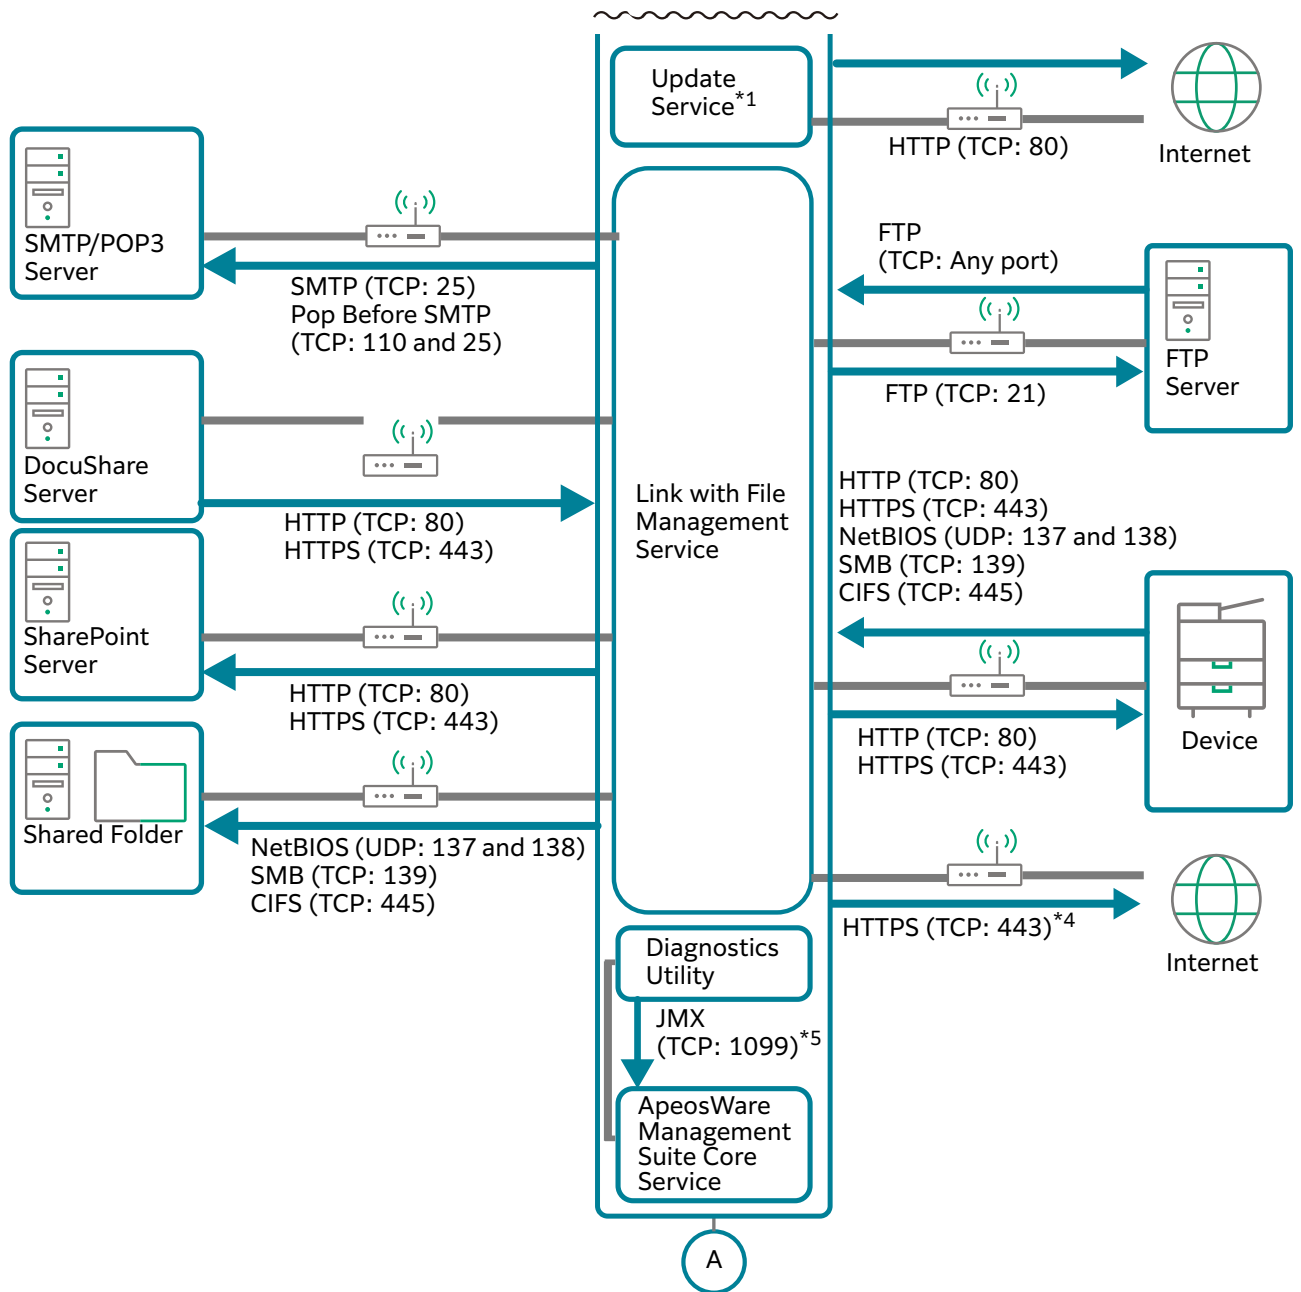 Update
Service*1
HTTP (TCP: 80)
Internet
SMTP/POP3
Server
SMTP (TCP: 25)
Pop Before SMTP
(TCP: 110 and 25)
FTP
(TCP: Any port)
FTP
Server
FTP (TCP: 21)
DocuShare
Server
HTTP (TCP: 80)
HTTPS (TCP: 443)
Link with File
Management
Service
HTTP (TCP: 80)
HTTPS (TCP: 443)
NetBIOS (UDP: 137 and 138)
SMB (TCP: 139)
CIFS (TCP: 445)
SharePoint
Server
HTTP (TCP: 80)
HTTPS (TCP: 443)
Device
HTTP (TCP: 80)
HTTPS (TCP: 443)
Shared Folder
NetBIOS (UDP: 137 and 138)
SMB (TCP: 139)
CIFS (TCP: 445)
HTTPS (TCP: 443)*4
Internet
Diagnostics
Utility
JMX
(TCP: 1099)*5
ApeosWare
Management
Suite Core
Service
A